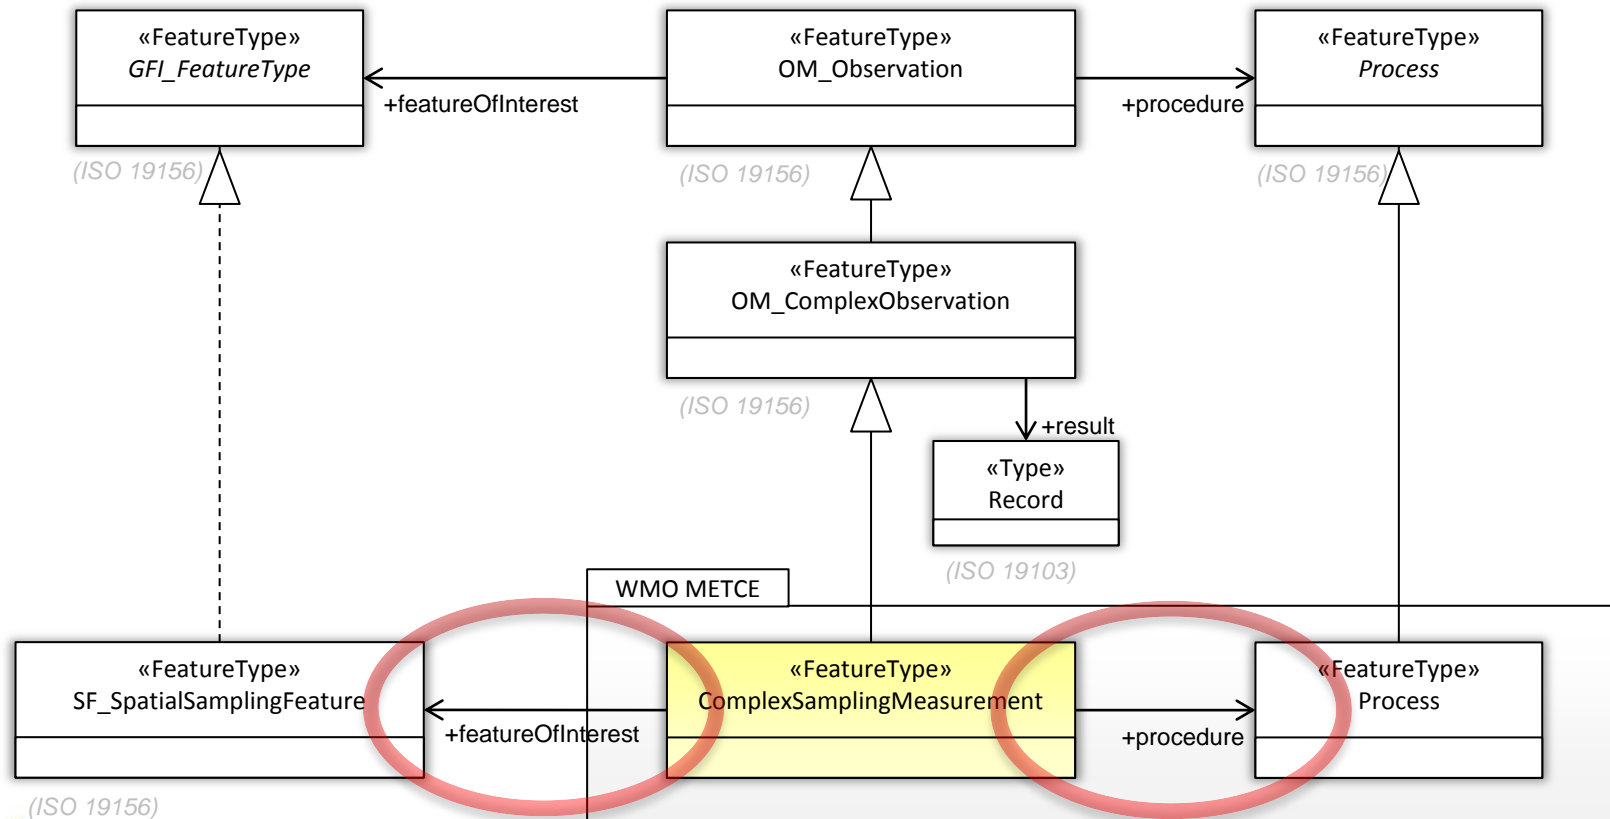 «FeatureType»
GFI_FeatureType
«FeatureType»
OM_Observation
«FeatureType»
Process
+featureOfInterest
+procedure
(ISO 19156)
(ISO 19156)
(ISO 19156)
«FeatureType»
OM_ComplexObservation
(ISO 19156)
+result
«Type»
Record
(ISO 19103)
WMO METCE
«FeatureType»
SF_SpatialSamplingFeature
«FeatureType»
ComplexSamplingMeasurement
«FeatureType»
Process
+featureOfInterest
+procedure
(ISO 19156)